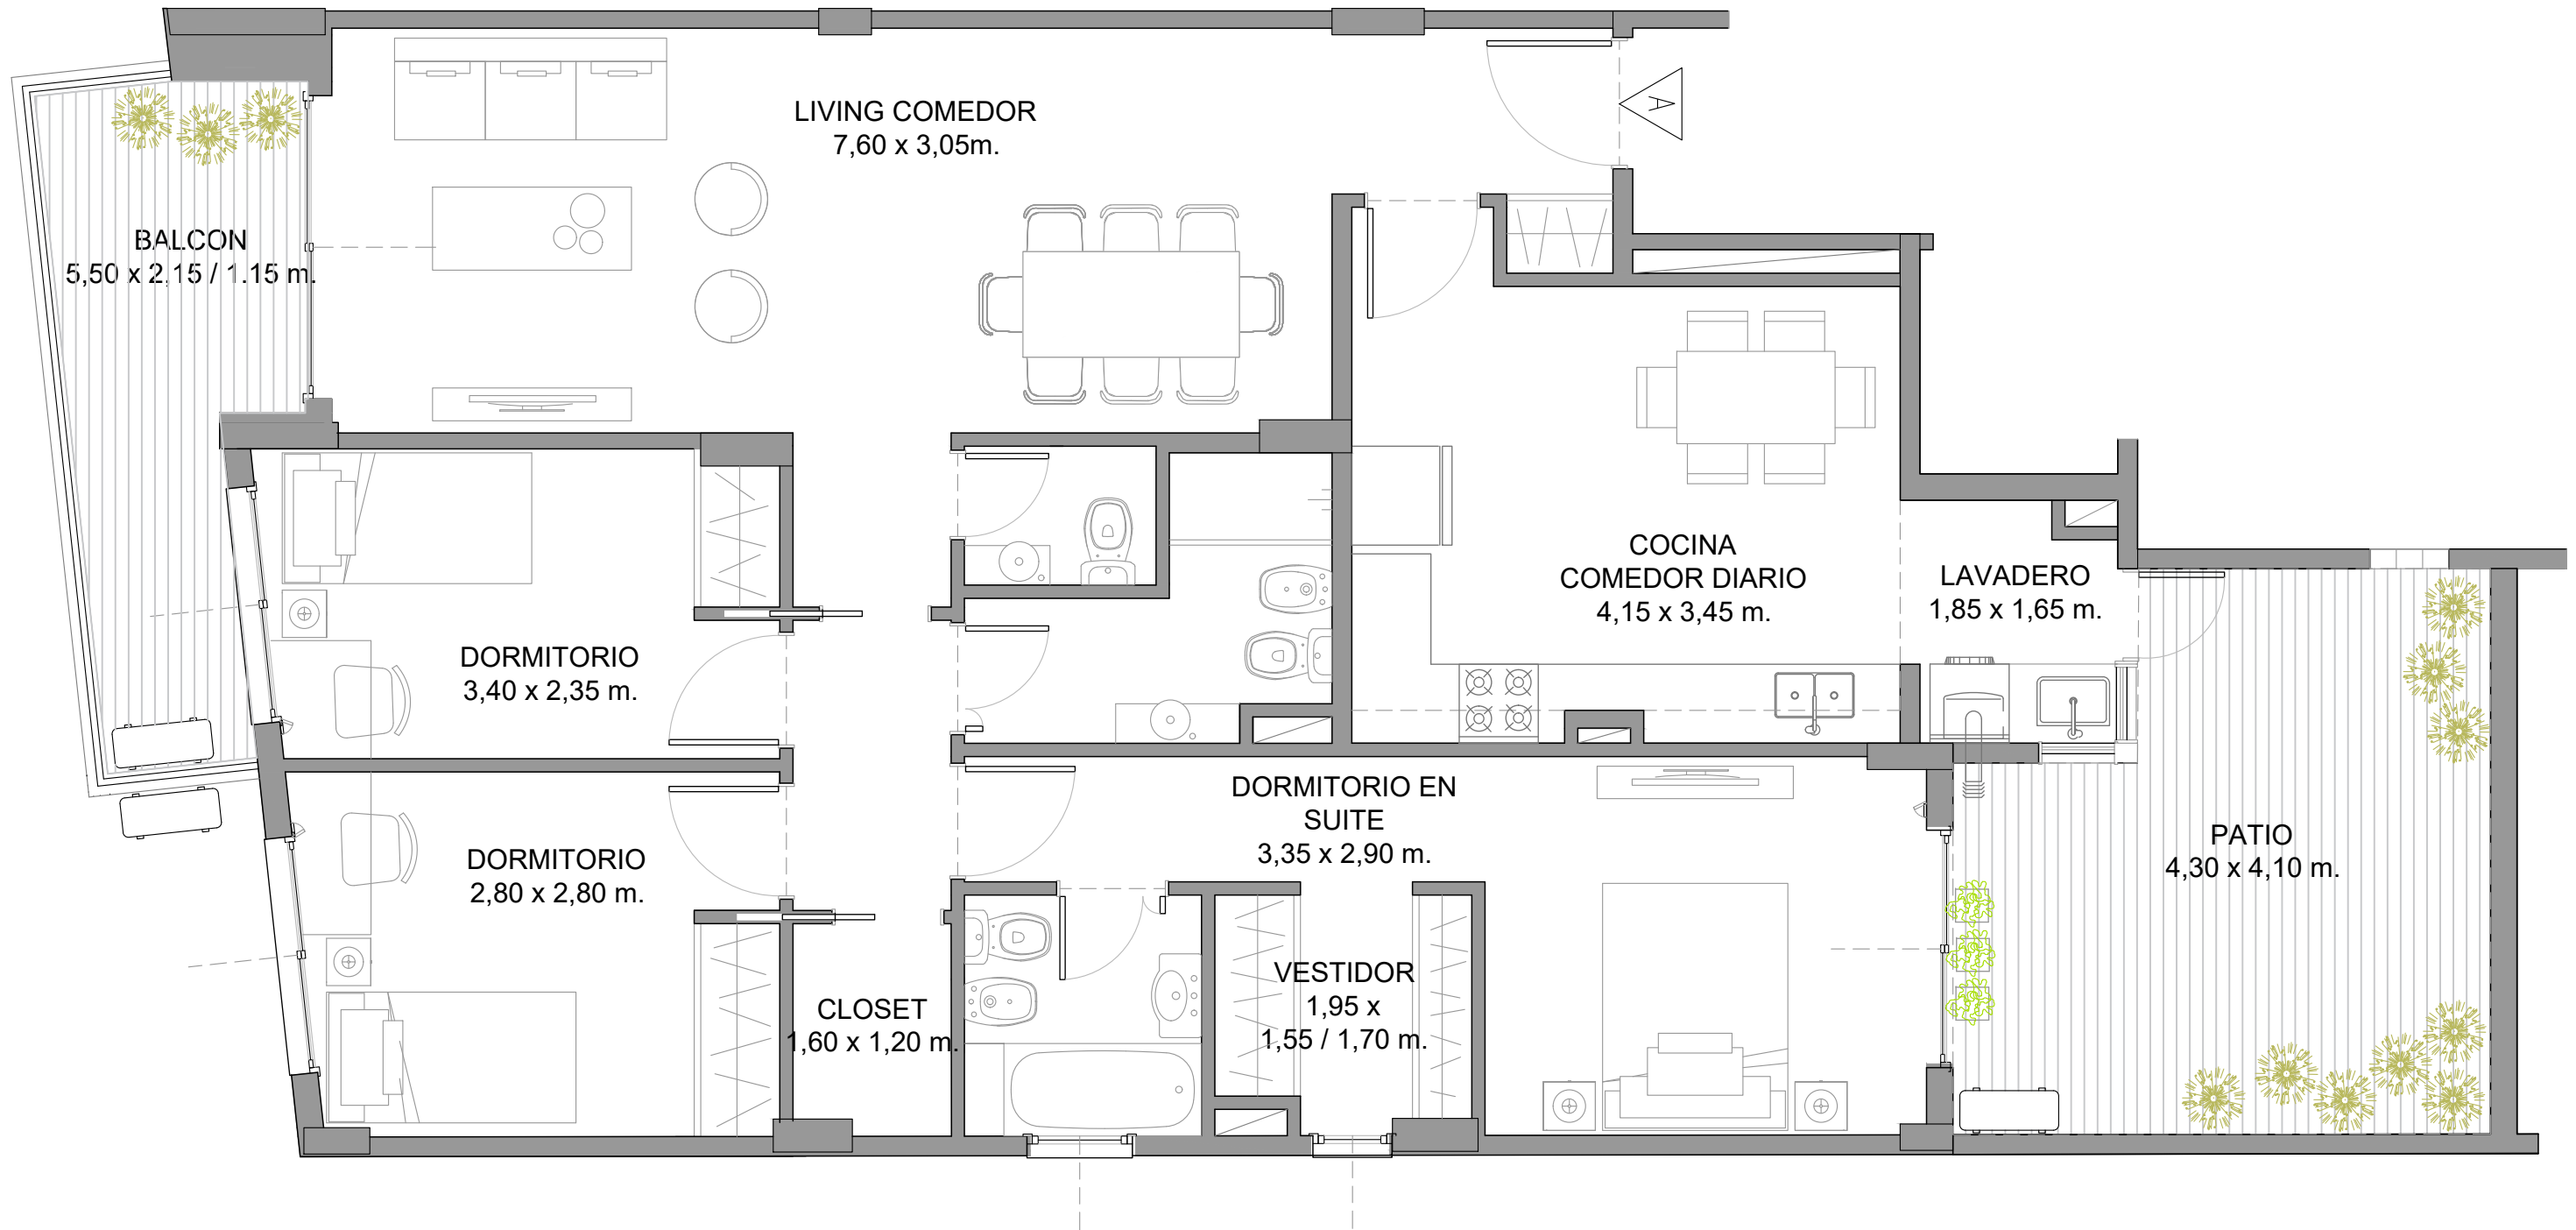 LIVING COMEDOR
7,60 x 3,05m.
A
BALCON
5,50 x 2,15 / 1.15 m.
COCINA
COMEDOR DIARIO
4,15 x 3,45 m.
LAVADERO
1,85 x 1,65 m.
DORMITORIO
3,40 x 2,35 m.
DORMITORIO EN
SUITE
3,35 x 2,90 m.
PATIO
4,30 x 4,10 m.
DORMITORIO
2,80 x 2,80 m.
CLOSET
1,60 x 1,20 m.
VESTIDOR
1,95 x
1,55 / 1,70 m.